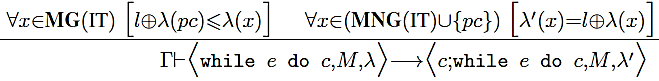 ∀x∈MG(IT) [l⊕λ(pc)⩽λ(x)] ∀x∈(MNG(IT)∪{pc}) [λ′(x)=l⊕λ(x)]
Γ⊢⟨while e do c,M,λ⟩⟶⟨c;while e do c,M,λ′⟩